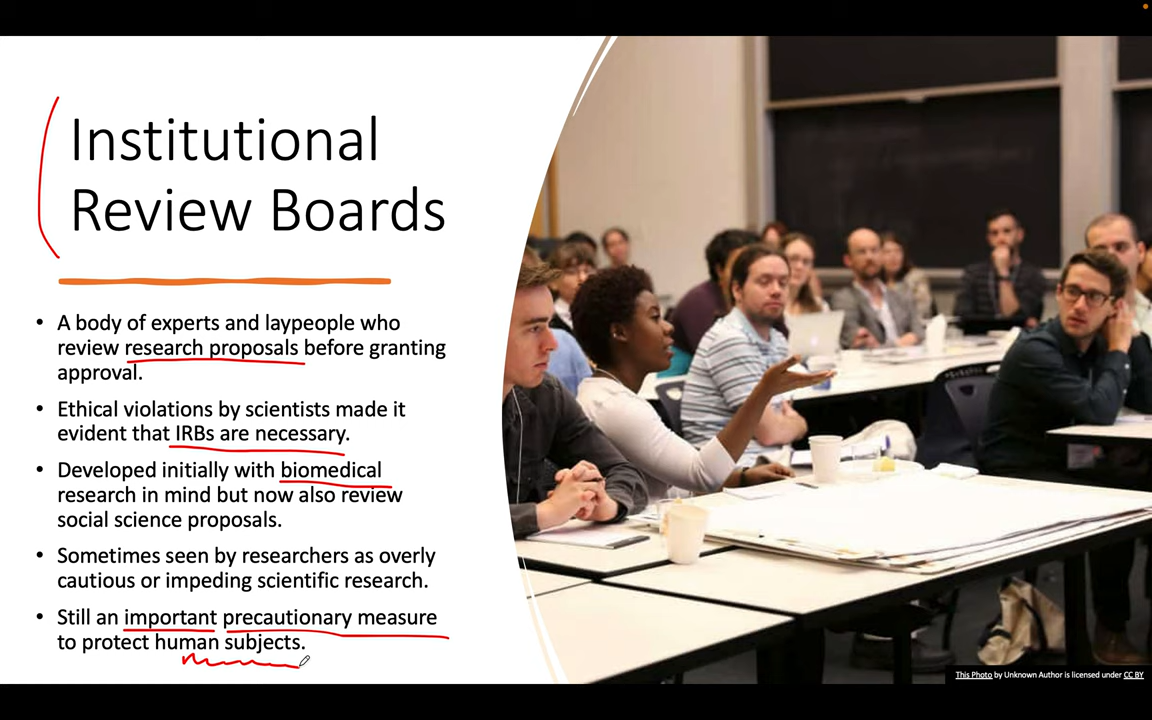 Institutional
Review Boards
• A body of experts and laypeople who
review research proposals before granting
approval.
• Ethical violations by scientists made it
evident that IRBs are necessary.
• Developed initially with biomedical
research in mind but now also review
social science proposals.
• Sometimes seen by researchers as overly
cautious or impeding scientific research.
• Still an important precautionary measure
to protect human subjects.
This Photo by Unknown Author is licensed under CC BY